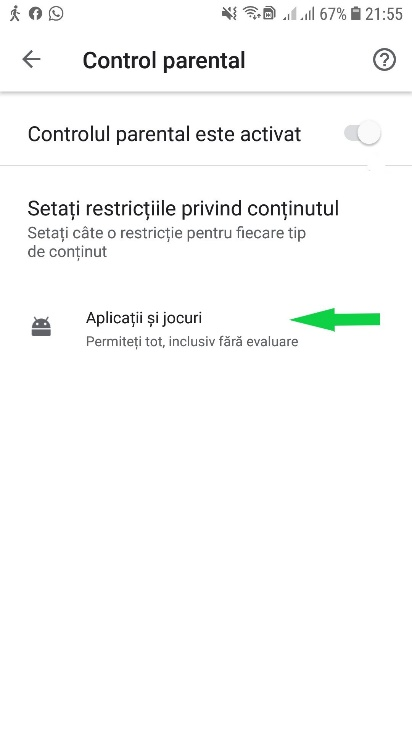 67% 21:55
Control parental
Controlul parental este activat
Setați restricțiile privind conținutul
Setați câte o restricție pentru fiecare tip
de conținut
Aplicații și jocuri
Permiteți tot, inclusiv fără evaluare